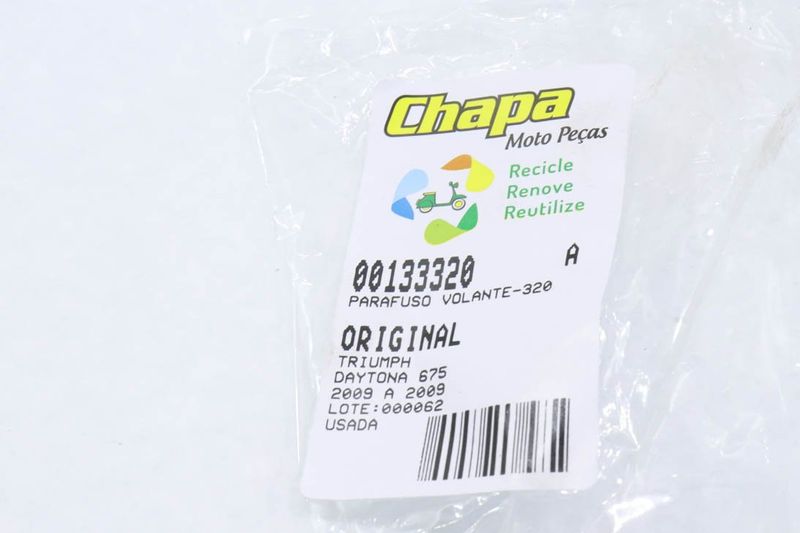 Chapa
Moto Peças
Recicle
Renove
Reutilize
00133320 A
PARAFUSO VOLANTE-320
ORIGINAL
TRIUMPH
DAYTONA 675
2009 A 2009
LOTE:000062
USADA